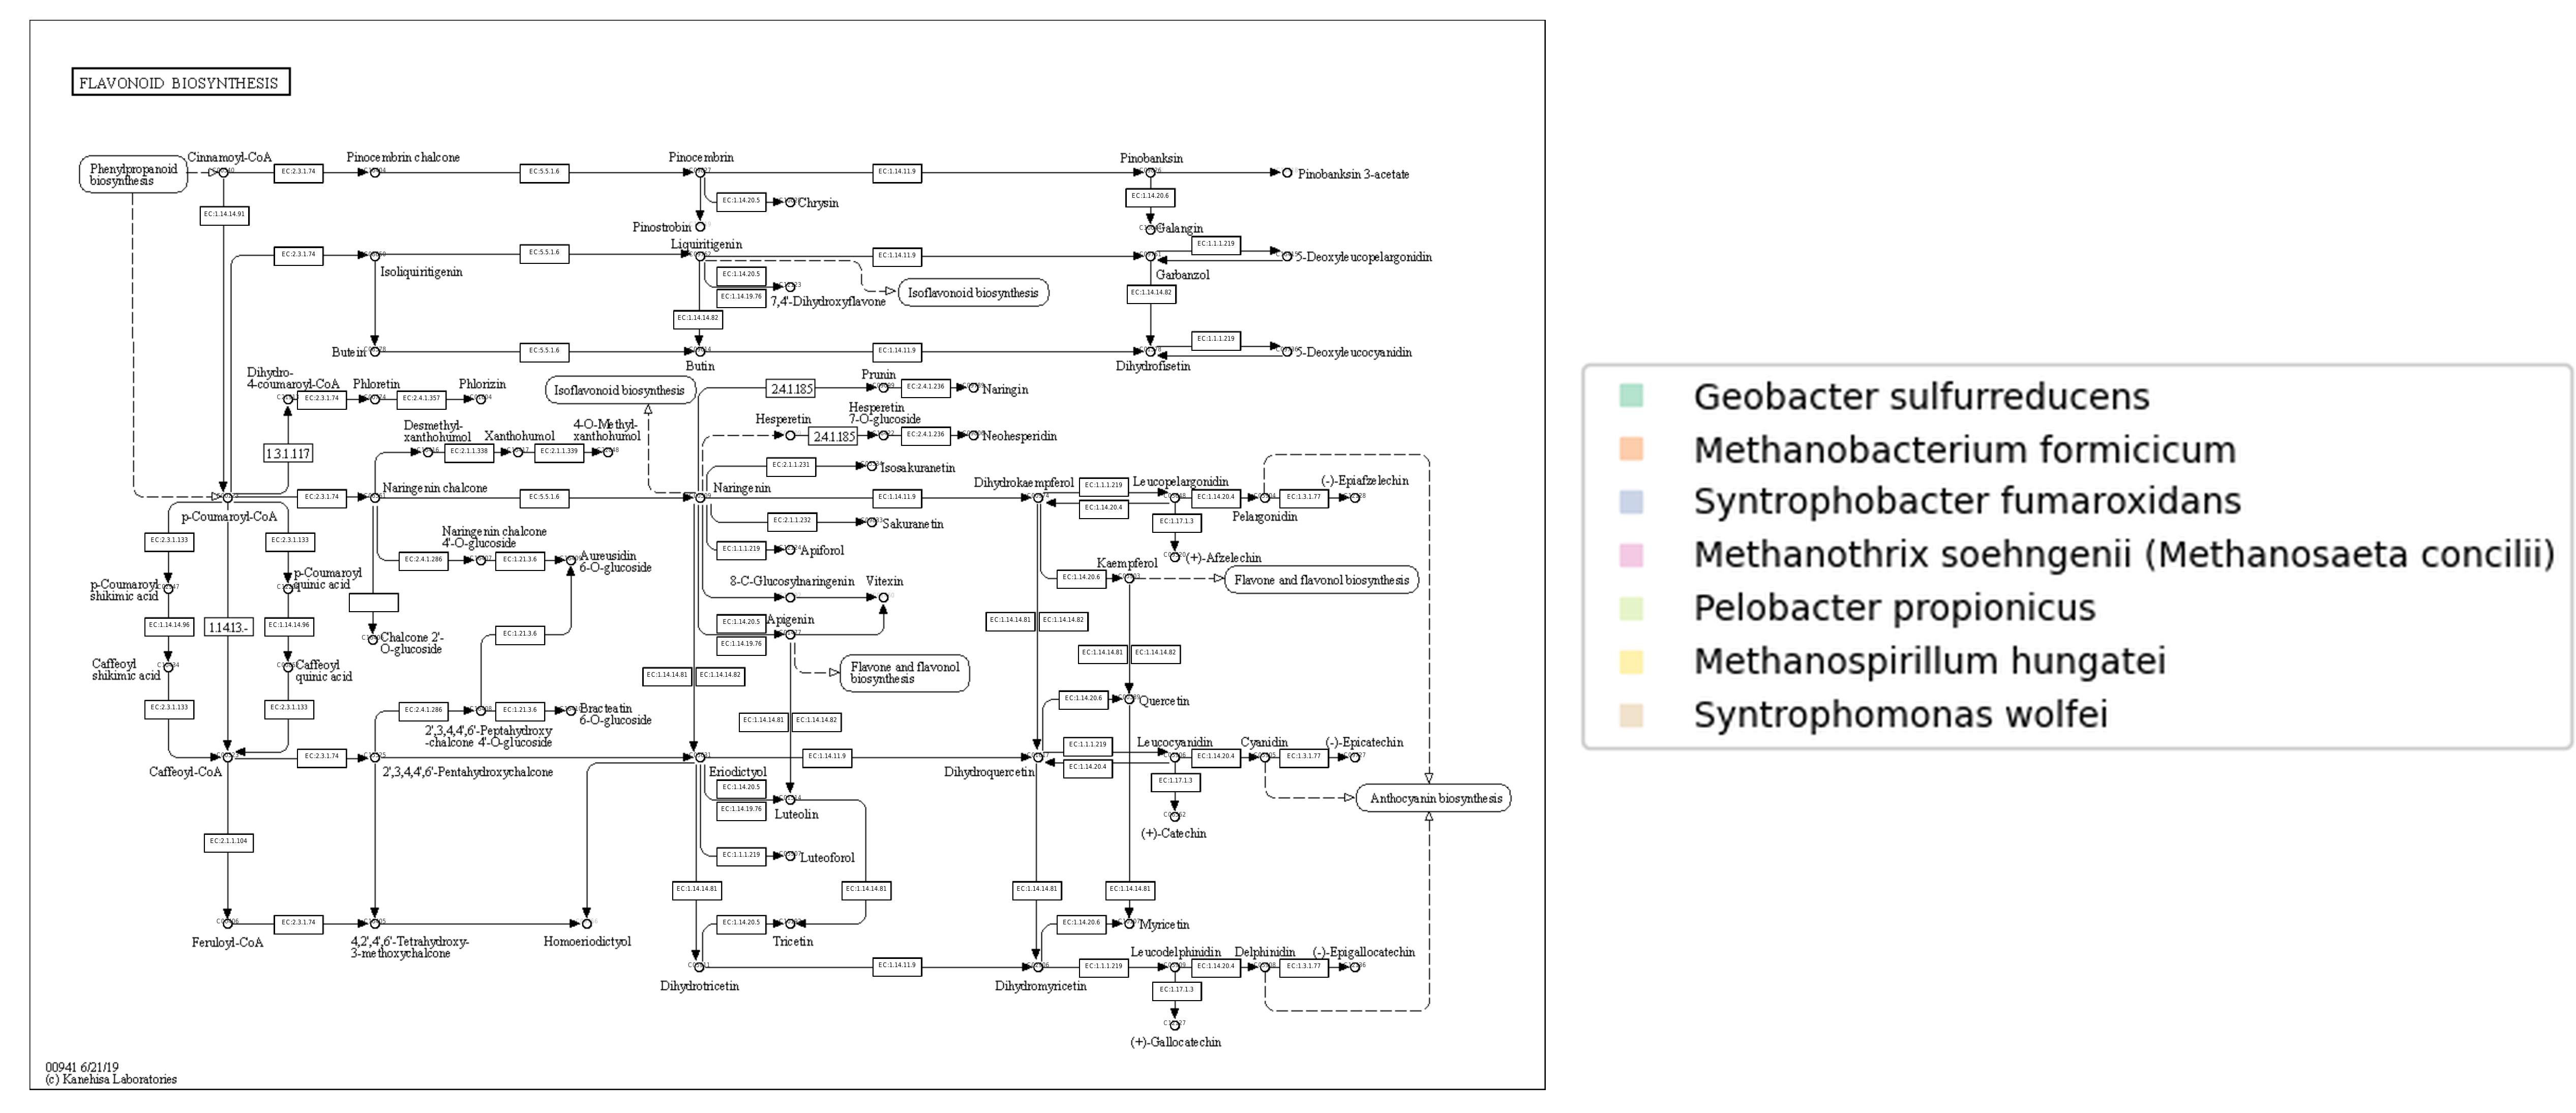 FLAVONOID BIOSYNTHESIS
Phenylpropanoid
biosynthesis
Cinnamoyl-CoA
EC:2.3.1.74
Pinocembrin chalcone
EC:5.5.1.6
Pinocembrin
EC:1.14.11.9
Pinobanksin
Pinobanksin 3-acetate
EC:1.14.14.91
EC:1.14.20.5
Chrysin
EC:1.14.20.6
Pinostrobin
Galangin
EC:2.3.1.74
Isoliquiritigenin
EC:5.5.1.6
Liquiritigenin
EC:1.14.11.9
EC:1.1.1.219
5-Deoxyleucopelargonidin
Garbanzol
EC:1.14.20.5
EC:1.14.19.76
7,4'-Dihydroxyflavone
Isoflavonoid biosynthesis
EC:1.14.14.82
EC:1.14.14.82
Butein
EC:5.5.1.6
Butin
EC:1.14.11.9
Dihydrofisetin
EC:1.1.1.219
5-Deoxyleucocyanidin
Dihydro-
4-coumaroyl-CoA
EC:2.3.1.74
Phloretin
EC:2.4.1.357
Phlorizin
Isoflavonoid biosynthesis
2.4.1.185
Prunin
EC:2.4.1.236
Naringin
Hesperetin
2.4.1.185
Hesperetin
7-O-glucoside
EC:2.4.1.236
Neohesperidin
1.3.1.117
Desmethyl-
xanthohumol
EC:2.1.1.338
Xanthohumol
EC:2.1.1.339
4-O-Methyl-
xanthohumol
EC:2.1.1.231
Isosakuranetin
p-Coumaroyl-CoA
EC:2.3.1.74
Naringenin chalcone
EC:5.5.1.6
Naringenin
EC:1.14.11.9
Dihydrokaempferol
EC:1.1.1.219
EC:1.14.20.4
Leucopelargonidin
EC:1.14.20.4
Pelargonidin
EC:1.3.1.77
(-)-Epiafzelechin
EC:1.17.1.3
(+)-Afzelechin
EC:2.1.1.232
Sakuranetin
EC:2.3.1.133
EC:2.3.1.133
EC:1.1.1.219
Apiforol
Naringenin chalcone
4'-O-glucoside
EC:2.4.1.286
EC:1.21.3.6
Aureusidin
6-O-glucoside
p-Coumaroyl
shikimic acid
p-Coumaroyl
quinic acid
8-C-Glucosylnaringenin
Vitexin
Kaempferol
EC:1.14.20.6
Flavone and flavonol biosynthesis
EC:1.14.14.96
1.14.13.-
EC:1.14.14.96
Chalcone 2'-
O-glucoside
EC:1.21.3.6
EC:1.14.20.5
Apigenin
EC:1.14.19.76
EC:1.14.14.81
EC:1.14.14.82
EC:1.14.14.81
EC:1.14.14.82
Caffeoyl
shikimic acid
Caffeoyl
quinic acid
EC:1.14.14.81
EC:1.14.14.82
Flavone and flavonol
biosynthesis
EC:2.3.1.133
EC:2.3.1.133
EC:2.4.1.286
EC:1.21.3.6
Bracteatin
6-O-glucoside
2',3,4,4',6'-Peptahydroxy
-chalcone 4'-O-glucoside
EC:1.14.14.81
EC:1.14.14.82
EC:1.14.20.6
Quercetin
Caffeoyl-CoA
EC:2.3.1.74
2',3,4,4',6'-Pentahydroxychalcone
Eriodictyol
EC:1.14.11.9
Dihydroquercetin
EC:1.1.1.219
EC:1.14.20.4
Leucocyanidin
EC:1.14.20.4
Cyanidin
EC:1.3.1.77
(-)-Epicatechin
EC:1.17.1.3
(+)-Catechin
Anthocyanin biosynthesis
EC:1.14.20.5
EC:1.14.19.76
Luteolin
EC:2.1.1.104
EC:1.1.1.219
Luteoforol
EC:1.14.14.81
EC:1.14.14.81
EC:1.14.14.81
EC:1.14.14.81
Feruloyl-CoA
EC:2.3.1.74
4,2',4',6'-Tetrahydroxy-
3-methoxychalcone
Homoeriodictyol
EC:1.14.20.5
Tricetin
EC:1.14.20.6
Myricetin
Dihydrotricetin
EC:1.14.11.9
Dihydromyricetin
EC:1.1.1.219
Leucodelphinidin
EC:1.14.20.4
Delphinidin
EC:1.3.1.77
(-)-Epigallocatechin
EC:1.17.1.3
(+)-Gallocatechin
00941 6/21/19
(c) Kanehisa Laboratories
Geobacter sulfurreducens
Methanobacterium formicicum
Syntrophobacter fumaroxidans
Methanothrix soehngenii (Methanosaeta concilii)
Pelobacter propionicus
Methanospirillum hungatei
Syntrophomonas wolfei